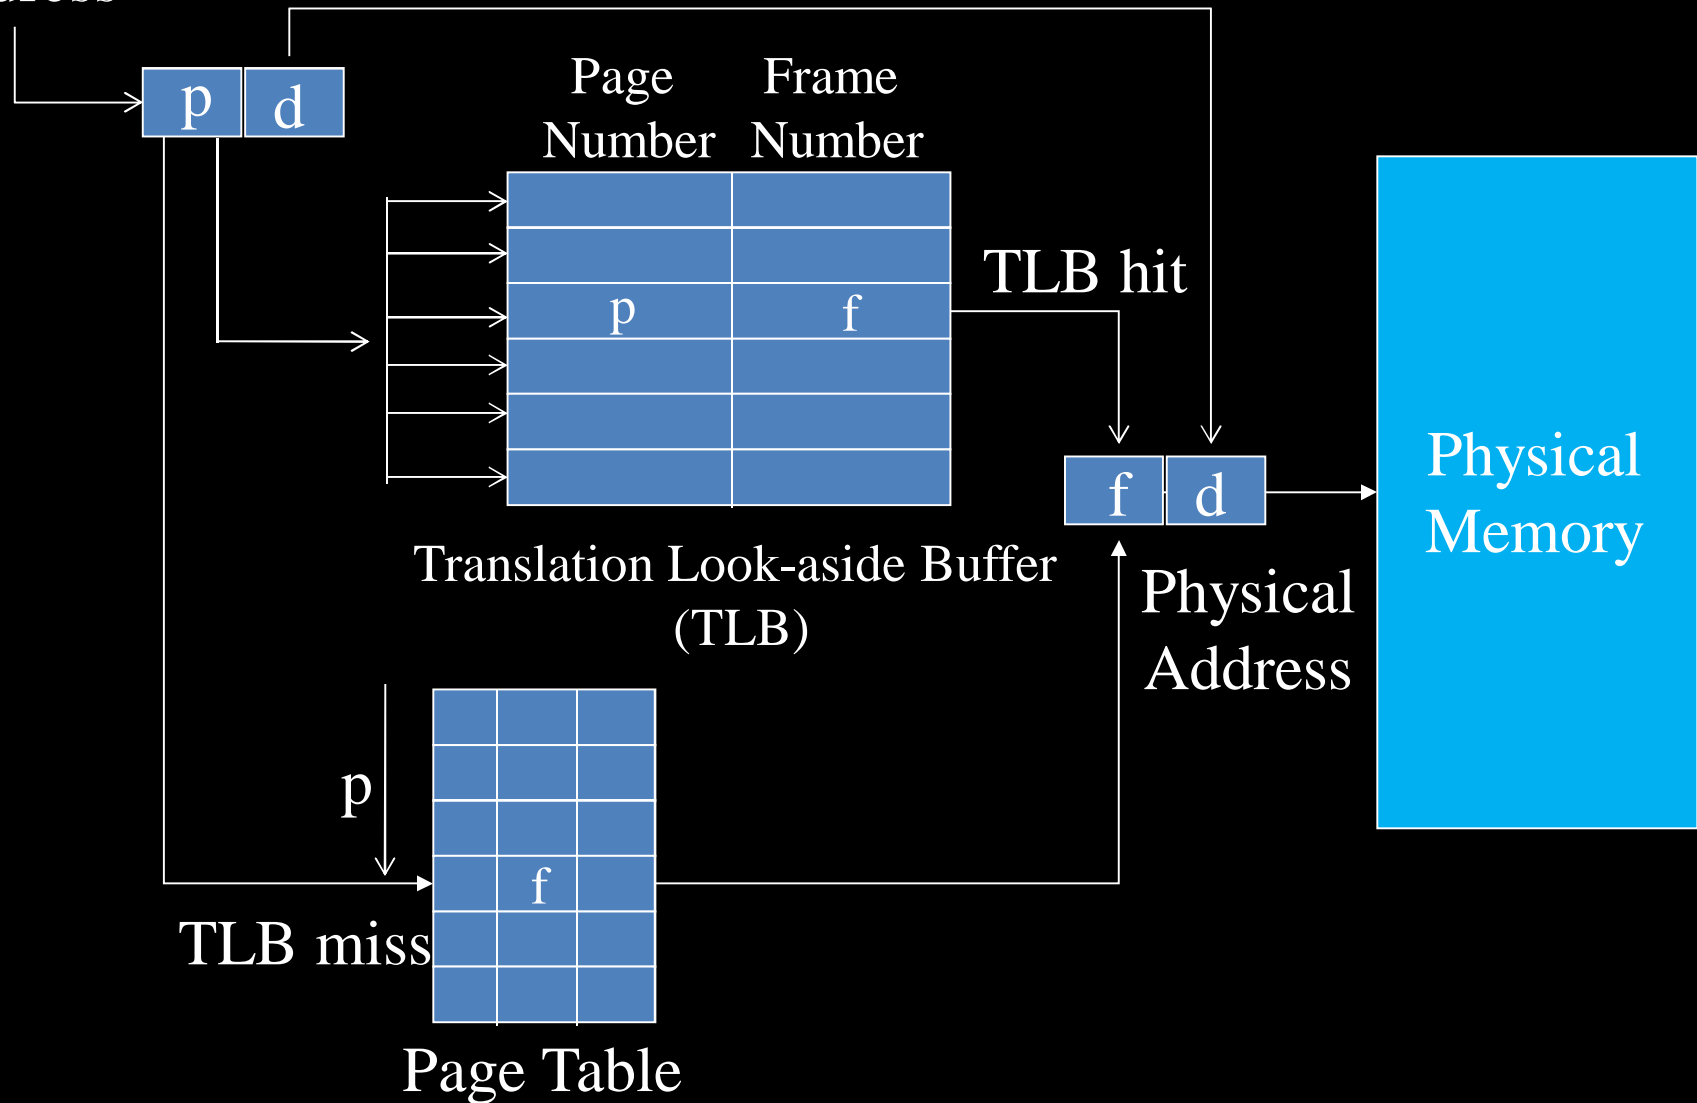 p d
Page Frame
Number Number
TLB hit
p f
f d
Physical
Memory
Translation Look-aside Buffer
(TLB)
Physical
Address
p
f
TLB miss
Page Table